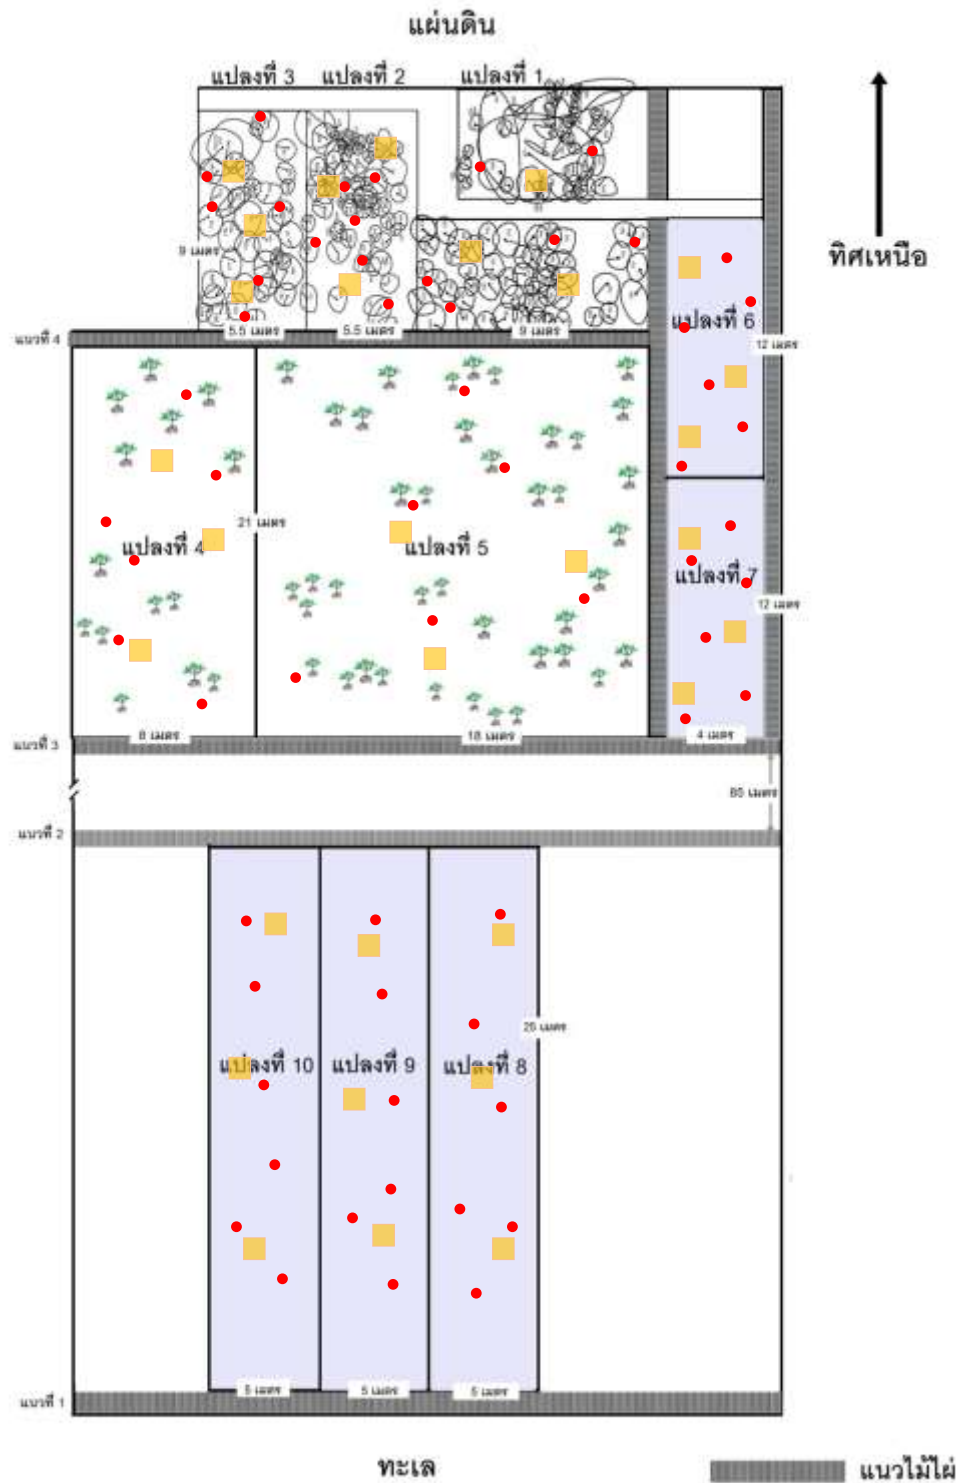 แผ่นดิน
แปลงที่ 3
แปลงที่ 2
แปลงที่ 1
ทิศเหนือ
9 เมตร
แปลงที่ 6
5.5 เมตร
5.5 เมตร
9 เมตร
แนวที่ 4
12 เมตร
21 เมตร
แปลงที่ 4
แปลงที่ 5
แปลงที่ 7
12 เมตร
8 เมตร
18 เมตร
4 เมตร
แนวที่ 3
85 เมตร
แนวที่ 2
25 เมตร
แปลงที่ 10
แปลงที่ 9
แปลงที่ 8
5 เมตร
5 เมตร
5 เมตร
แนวที่ 1
ทะเล
แนวไม้ไผ่